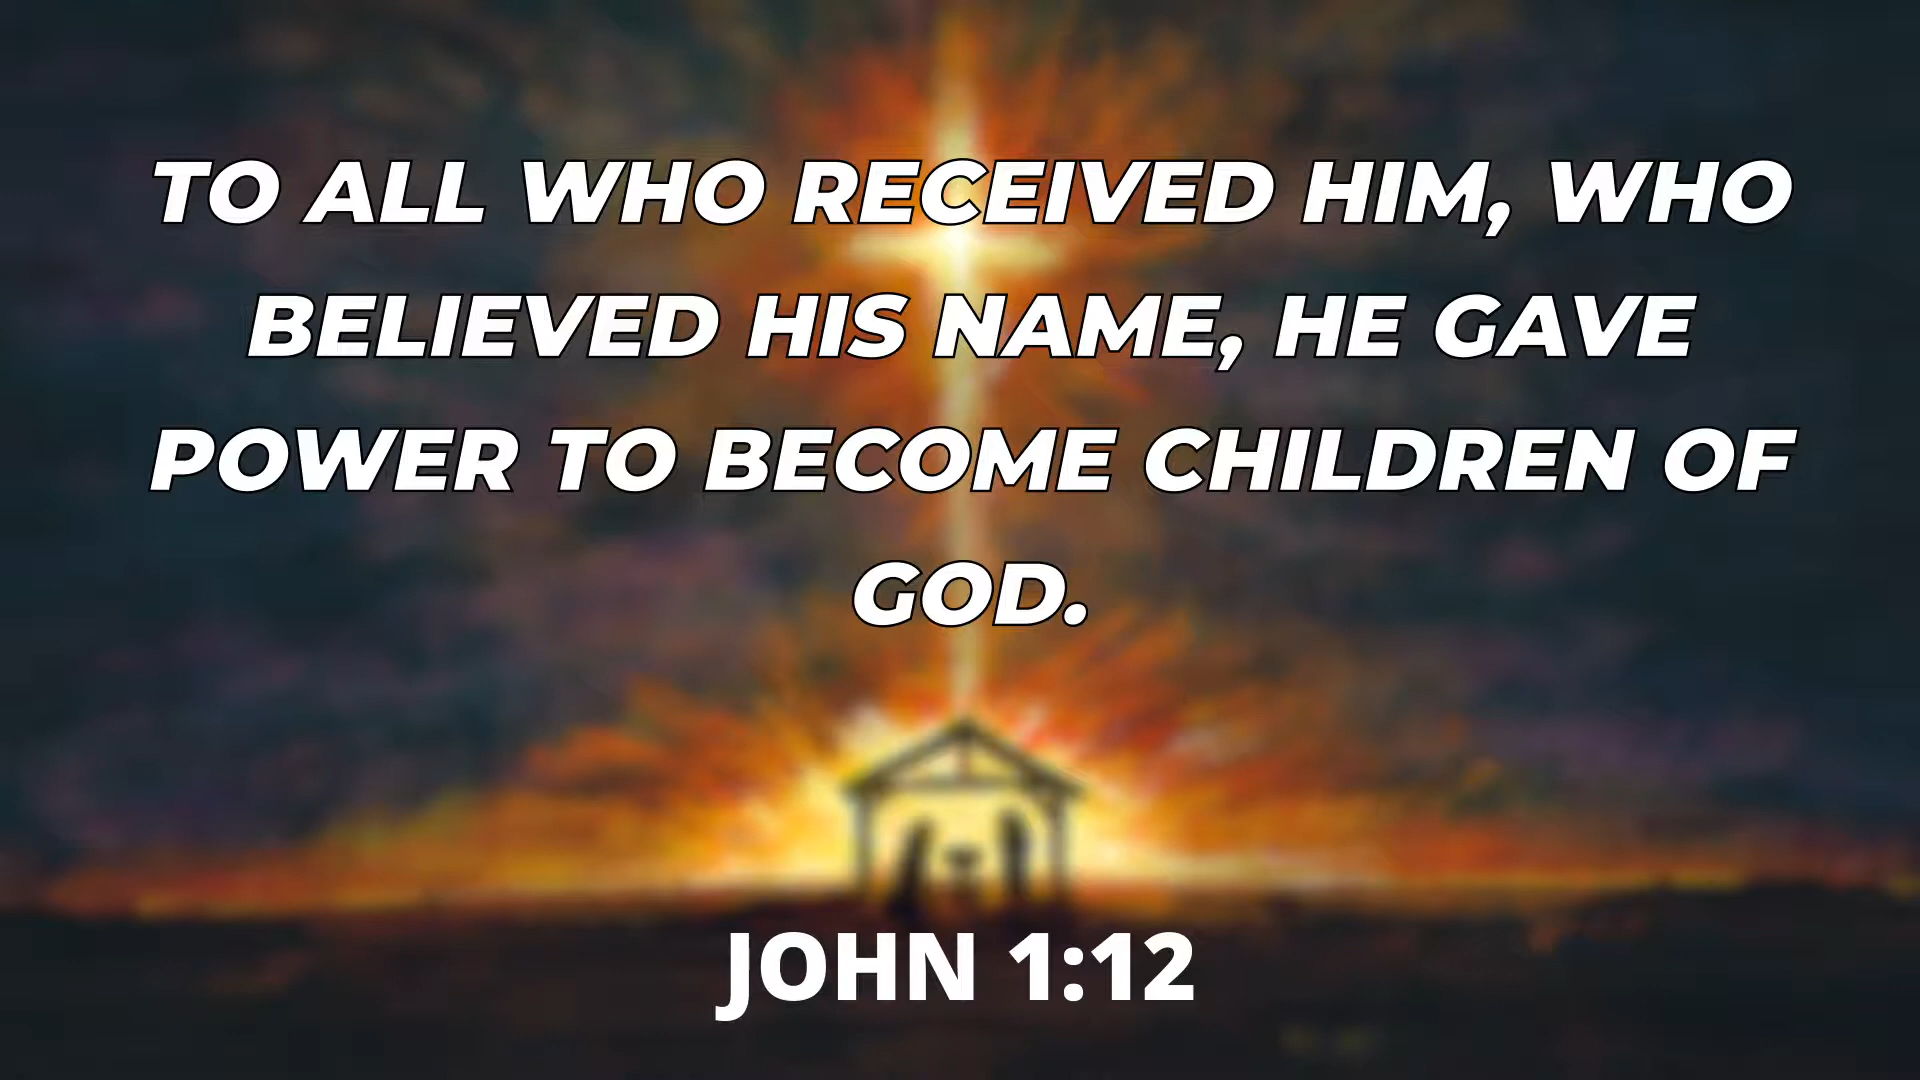 TO ALL WHO RECEIVED HIM, WHO
BELIEVED HIS NAME, HE GAVE
POWER TO BECOME CHILDREN OF
GOD.
JOHN 1:12